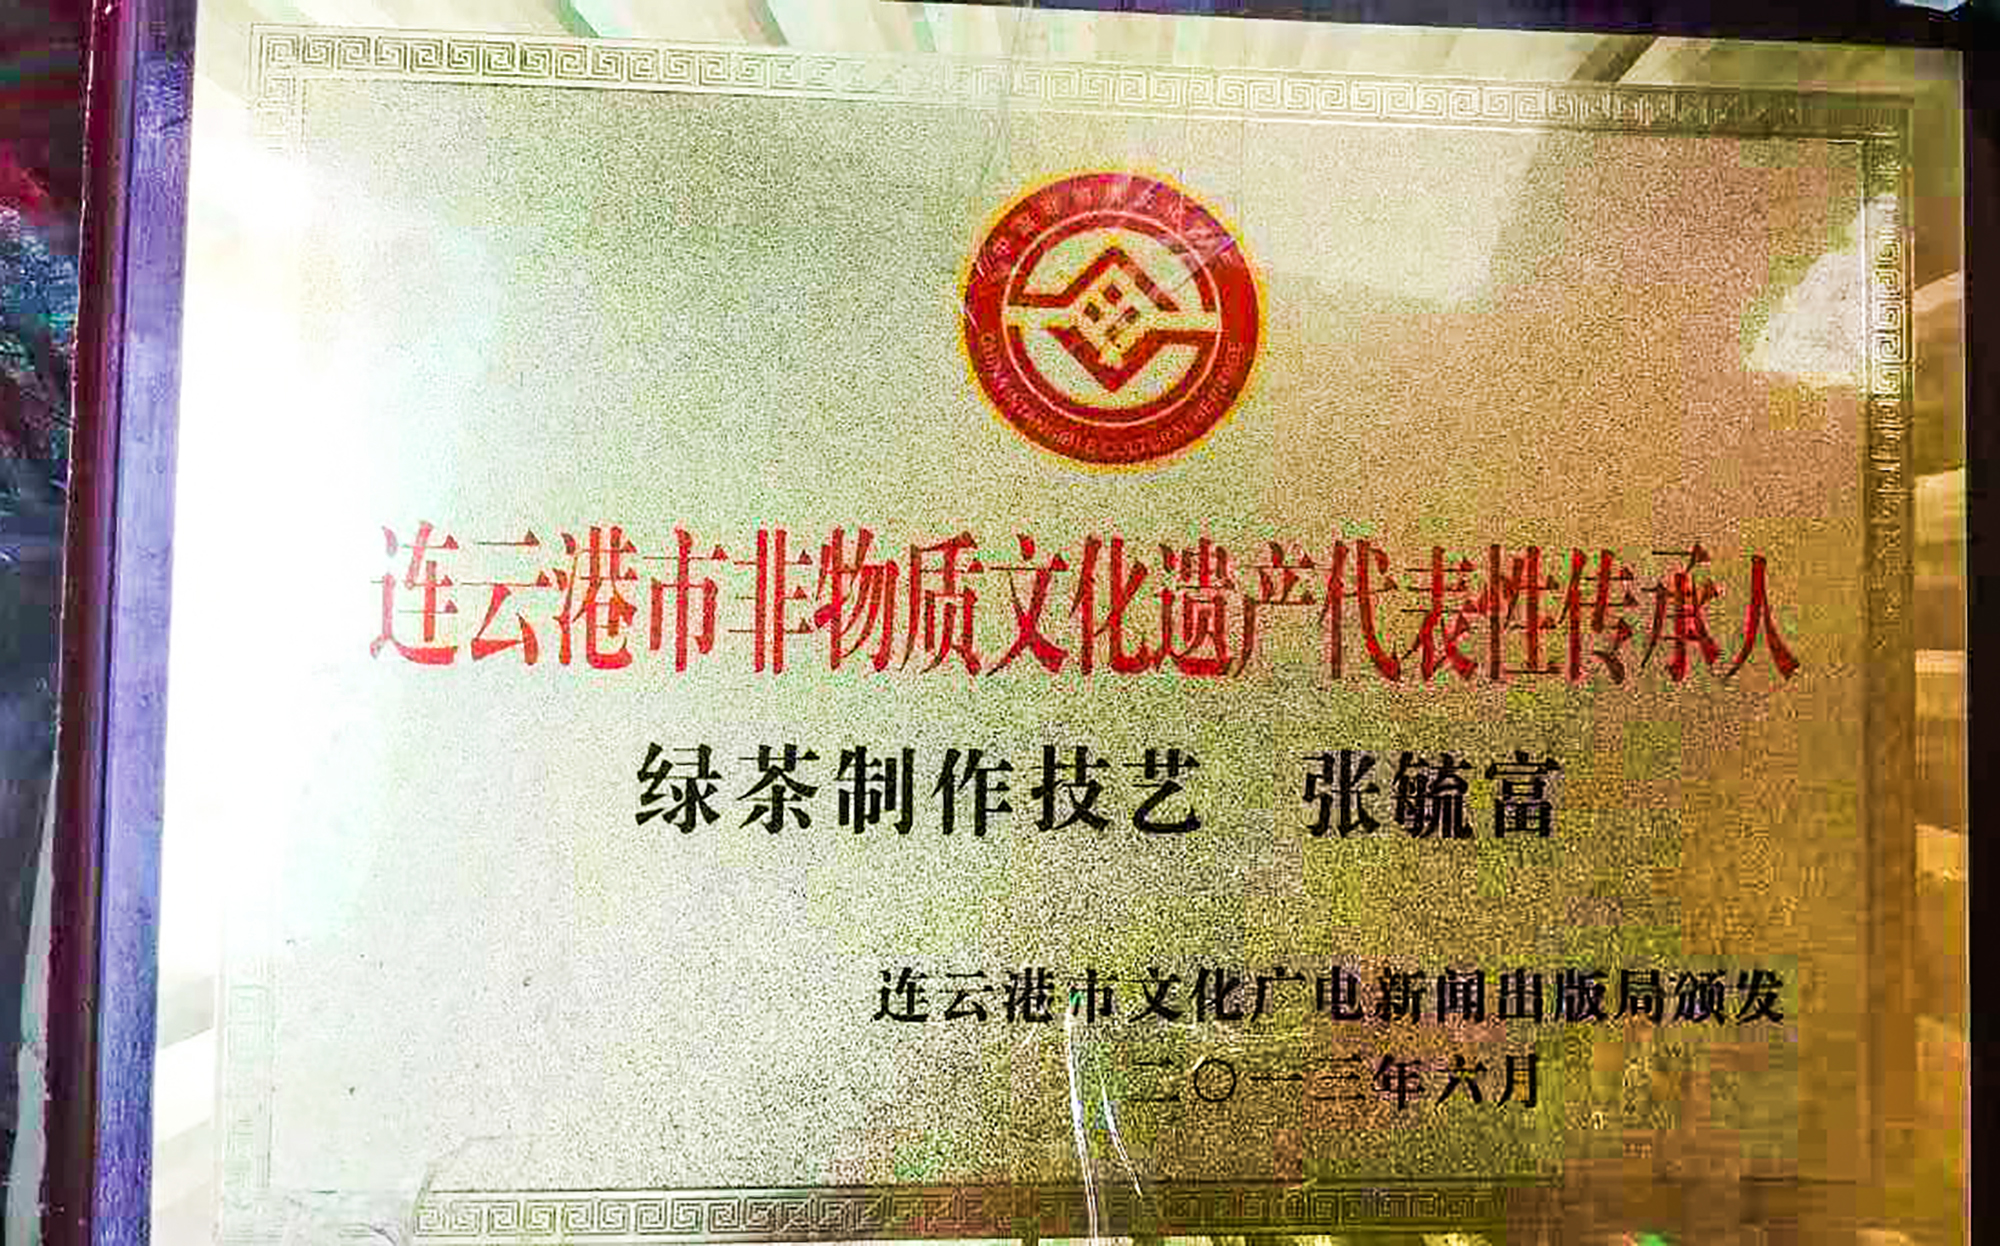 连云港市非物质文化遗产代表性传承人
绿茶制作技艺 张毓富
连云港市文化广电新闻出版局颁发
二〇一三年六月